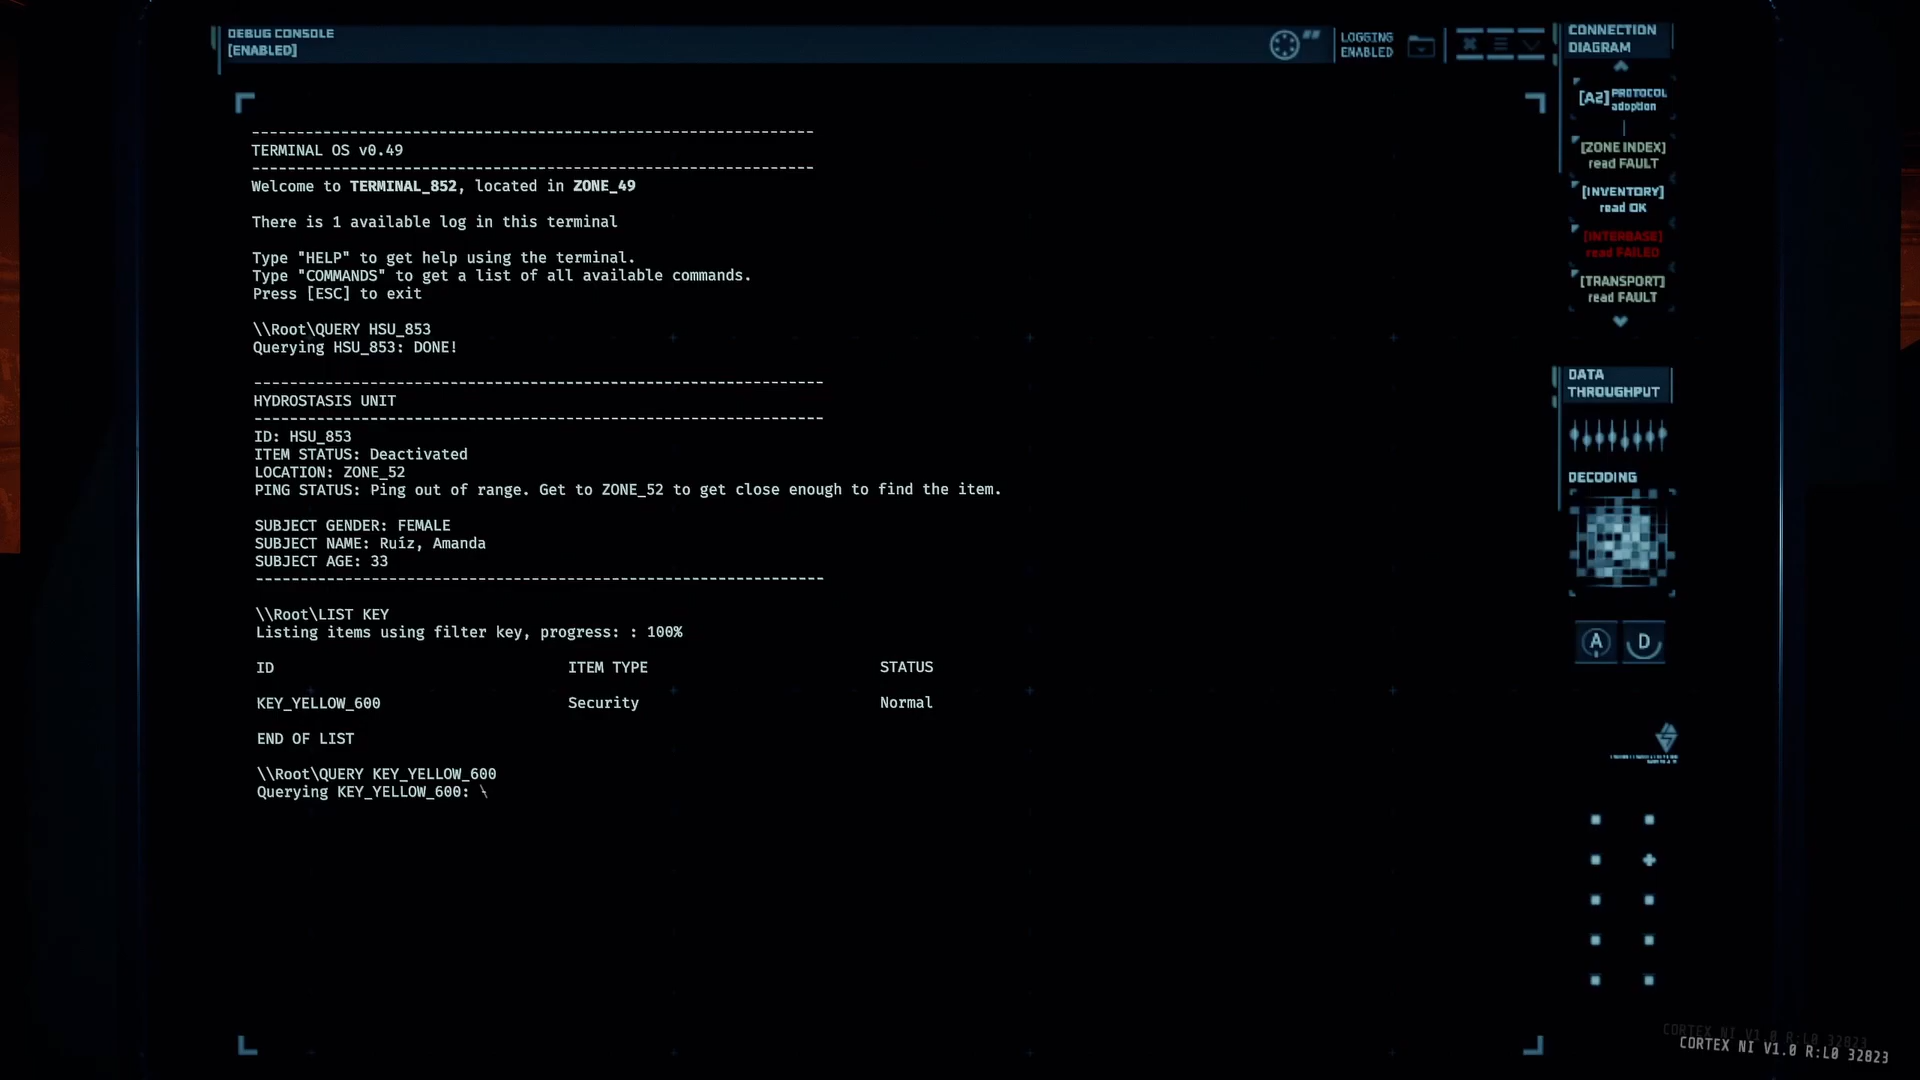 DEBUG CONSOLE
[ENABLED]
LOGGING
ENABLED
------------------------------------------------------------------
TERMINAL OS v0.49
------------------------------------------------------------------
Welcome to TERMINAL_852, located in ZONE_49
There is 1 available log in this terminal
Type "HELP" to get help using the terminal.
Type "COMMANDS" to get a list of all available commands.
Press [ESC] to exit
\\Root\QUERY HSU_853
Querying HSU_853: DONE!
------------------------------------------------------------------
HYDROSTASIS UNIT
------------------------------------------------------------------
ID: HSU_853
ITEM STATUS: Deactivated
LOCATION: ZONE_52
PING STATUS: Ping out of range. Get to ZONE_52 to get close enough to find the item.
SUBJECT GENDER: FEMALE
SUBJECT NAME: Ruíz, Amanda
SUBJECT AGE: 33
------------------------------------------------------------------
\\Root\LIST KEY
Listing items using filter key, progress: : 100%
ID ITEM TYPE STATUS
KEY_YELLOW_600 Security Normal
END OF LIST
\\Root\QUERY KEY_YELLOW_600
Querying KEY_YELLOW_600: \
CONNECTION
DIAGRAM
[A2] PROTOCOL
adoption
[ZONE INDEX]
read FAULT
[INVENTORY]
read OK
[INTERBASE]
read FAILED
[TRANSPORT]
read FAULT
DATA
THROUGHPUT
DECODING
A D
CORTEX NI V1.0 R:L0 32823
CORTEX NI V1.0 R:L0 32823